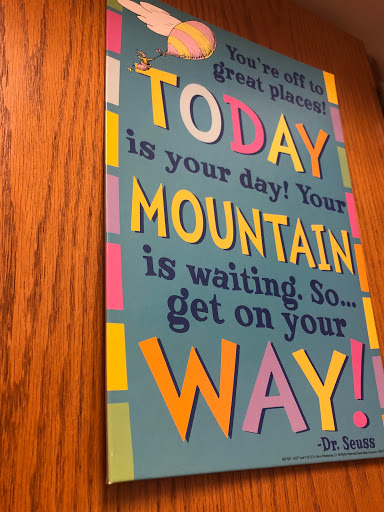 You're off to
great places!
TODAY
is your day! Your
MOUNTAIN
is waiting. So...
get on your
WAY!
-Dr. Seuss